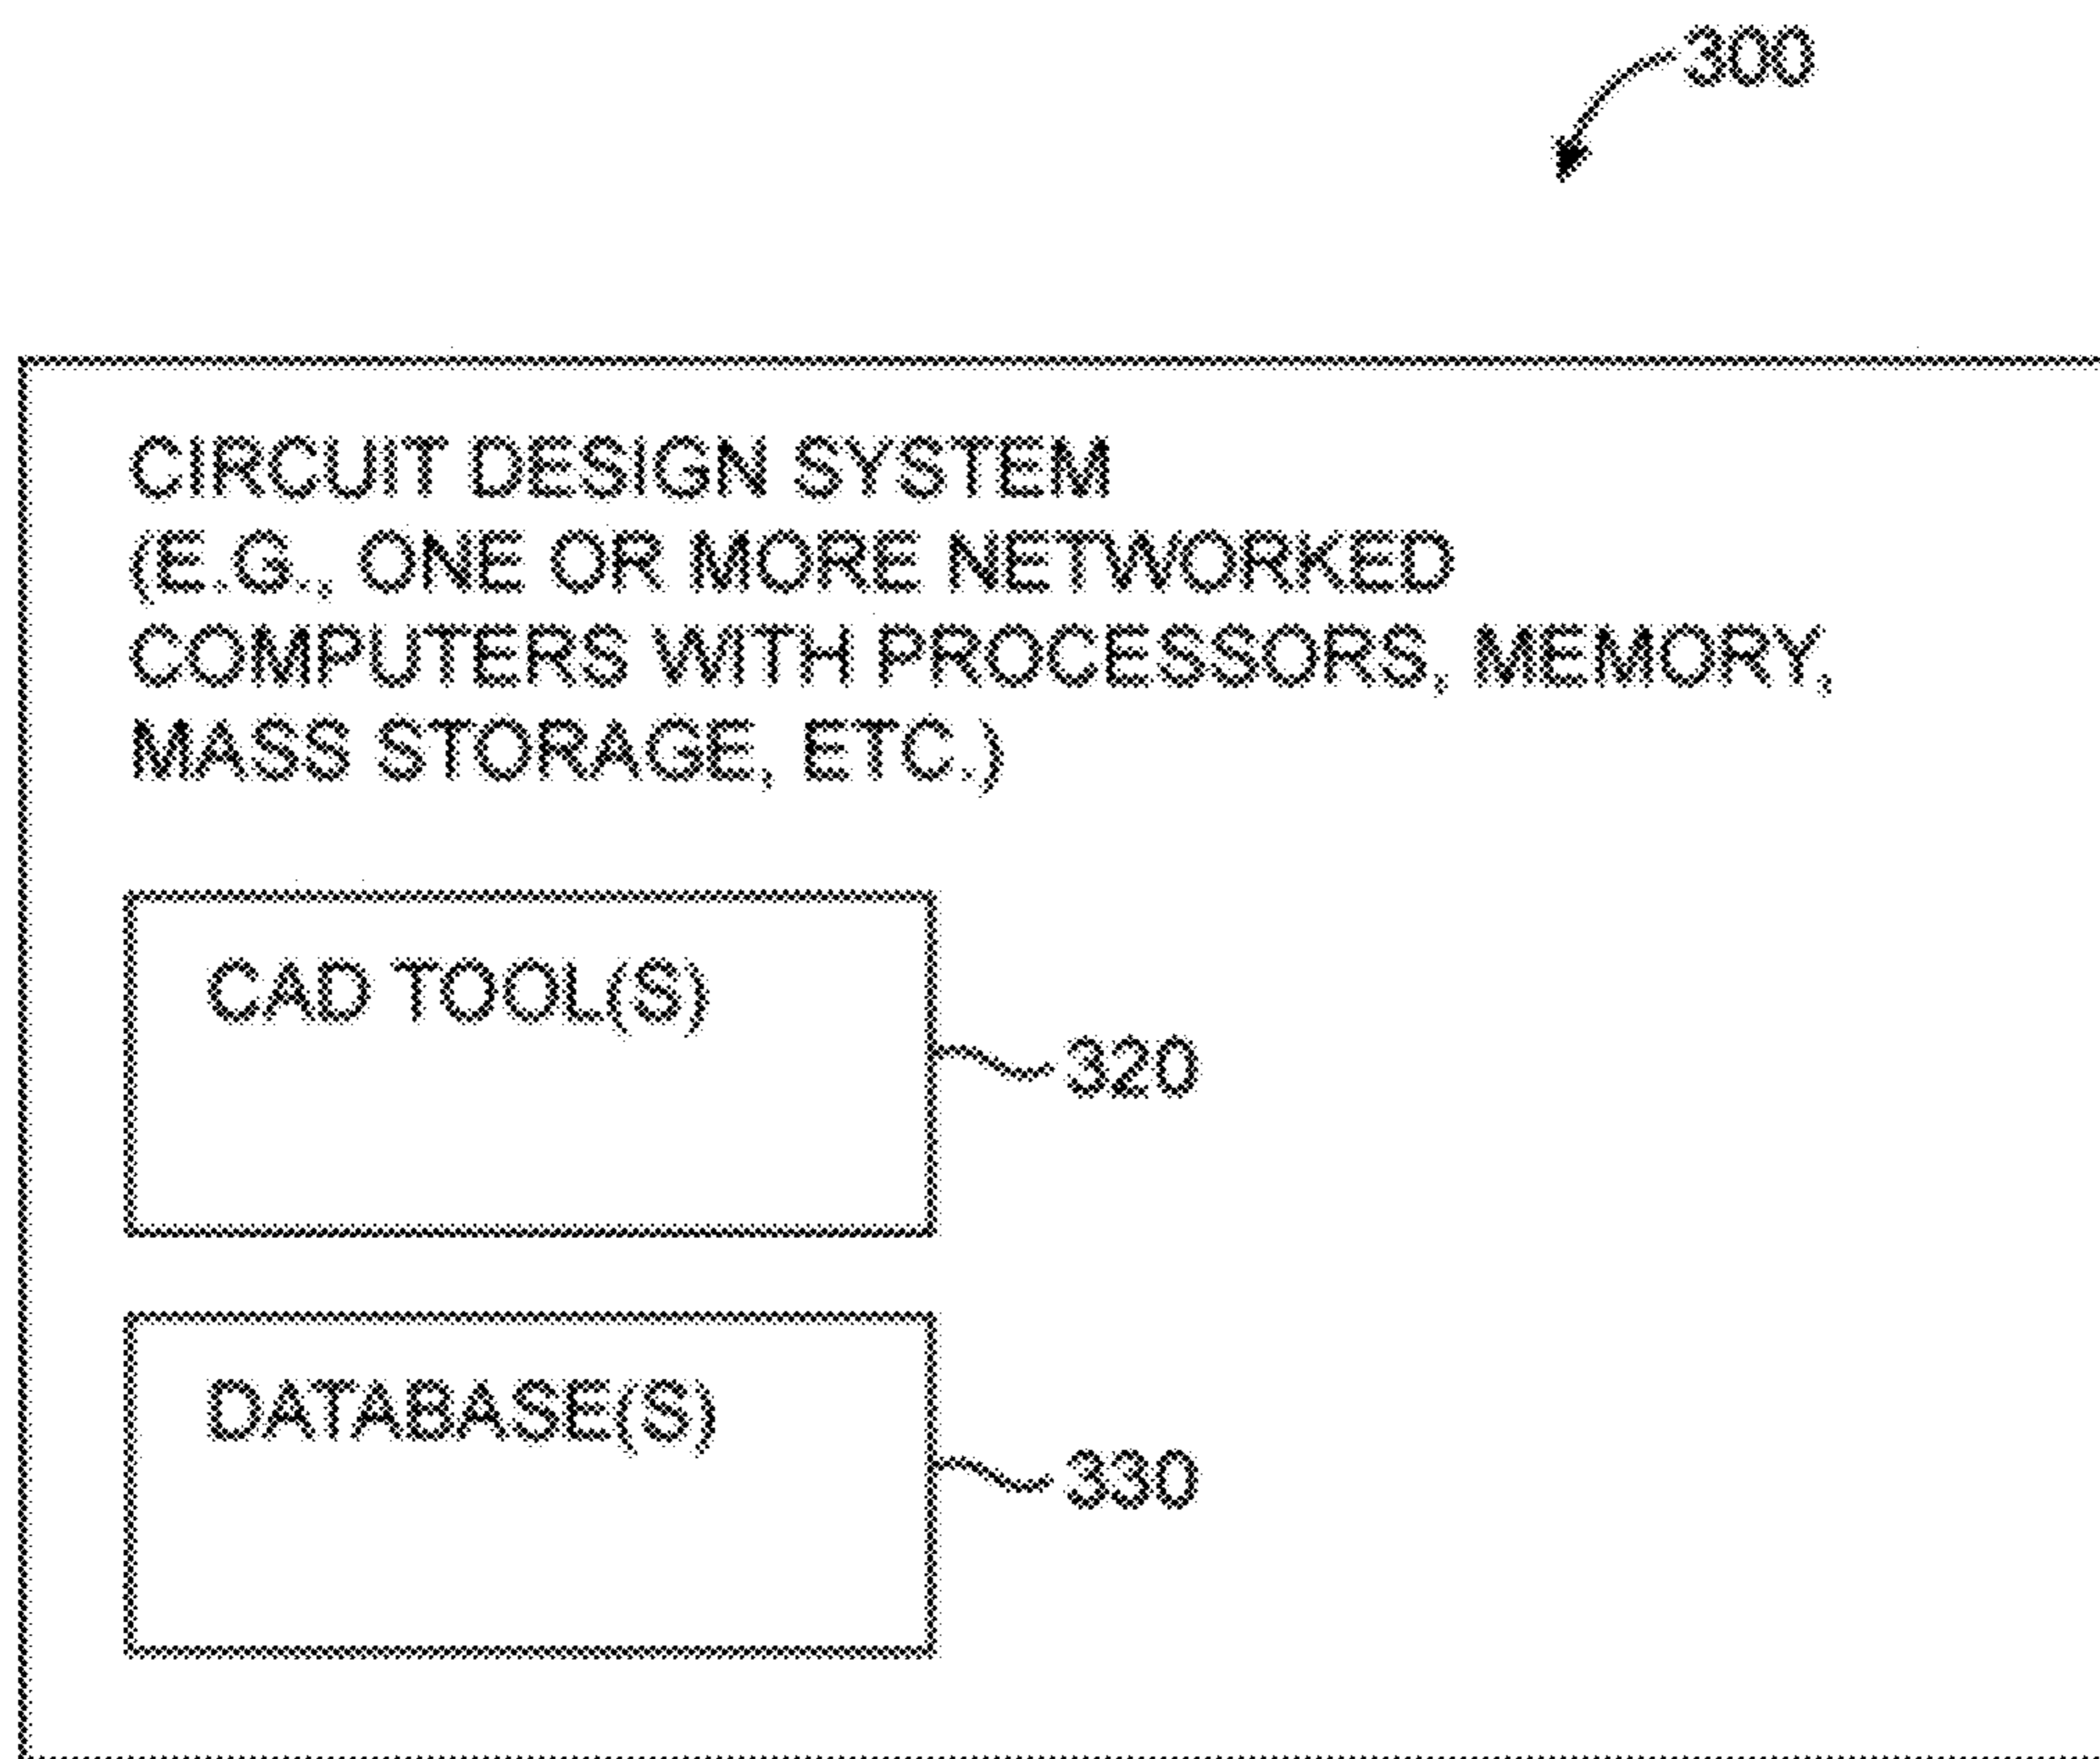 300
CIRCUIT DESIGN SYSTEM
(E.G., ONE OR MORE NETWORKED
COMPUTERS WITH PROCESSORS, MEMORY,
MASS STORAGE, ETC.)
CAD TOOL(S)
320
DATABASE(S)
330